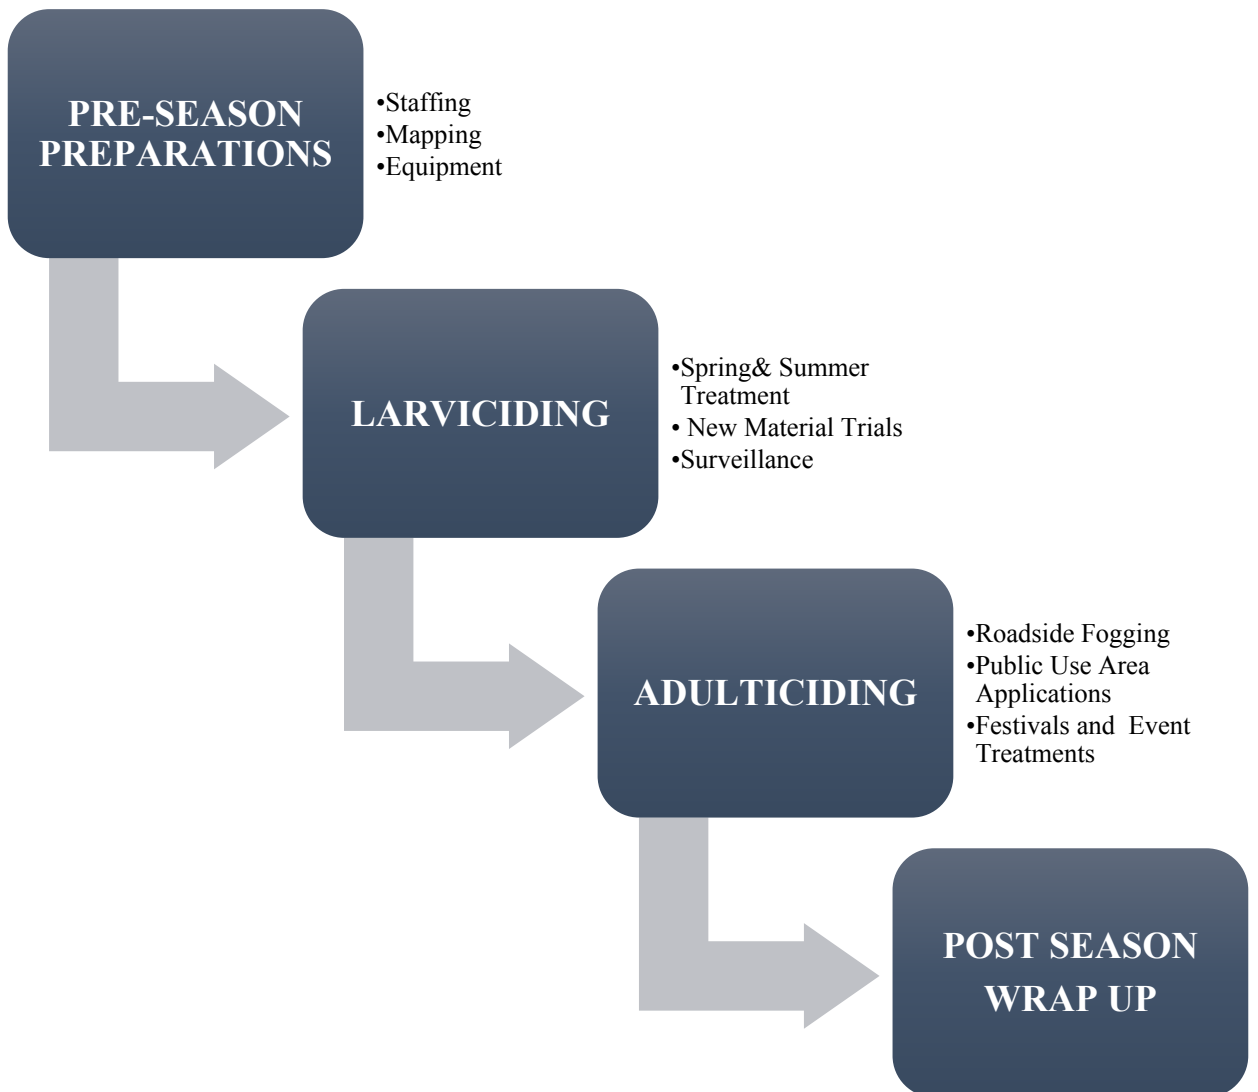 PRE-SEASON
PREPARATIONS
•Staffing
•Mapping
•Equipment
LARVICIDING
•Spring& Summer
Treatment
• New Material Trials
•Surveillance
ADULTICIDING
•Roadside Fogging
•Public Use Area
Applications
•Festivals and  Event
Treatments
POST SEASON
WRAP UP